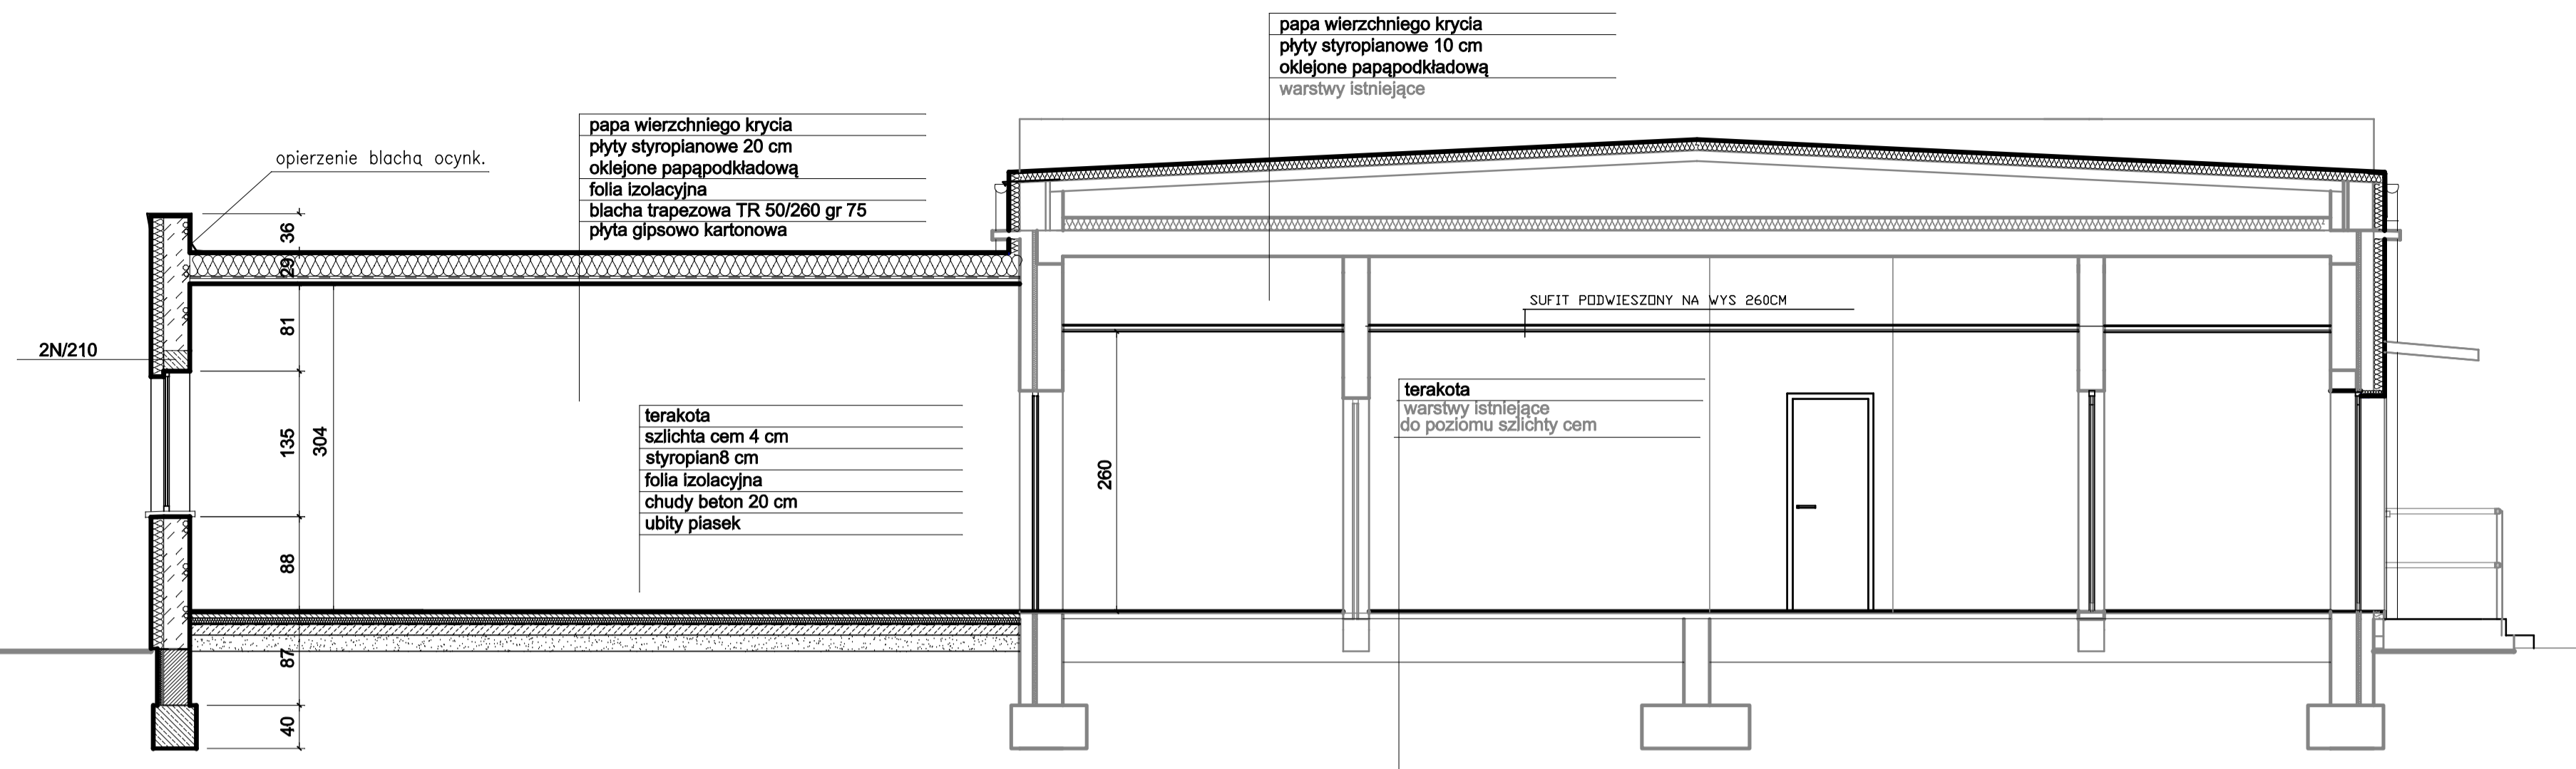 papa wierzchniego krycia
płyty styropianowe 10 cm
oklejone papąpodkładową
warstwy istniejące
papa wierzchniego krycia
płyty styropianowe 20 cm
oklejone papąpodkładową
folia izolacyjna
blacha trapezowa TR 50/260 gr 75
płyta gipsowo kartonowa
opierzenie blachą ocynk.
36
29
81
2N/210
135
304
88
87
40
SUFIT PODWIESZONY NA WYS 260CM
260
terakota
warstwy istniejące
do poziomu szlichty cem
terakota
szlichta cem 4 cm
styropian8 cm
folia izolacyjna
chudy beton 20 cm
ubity piasek